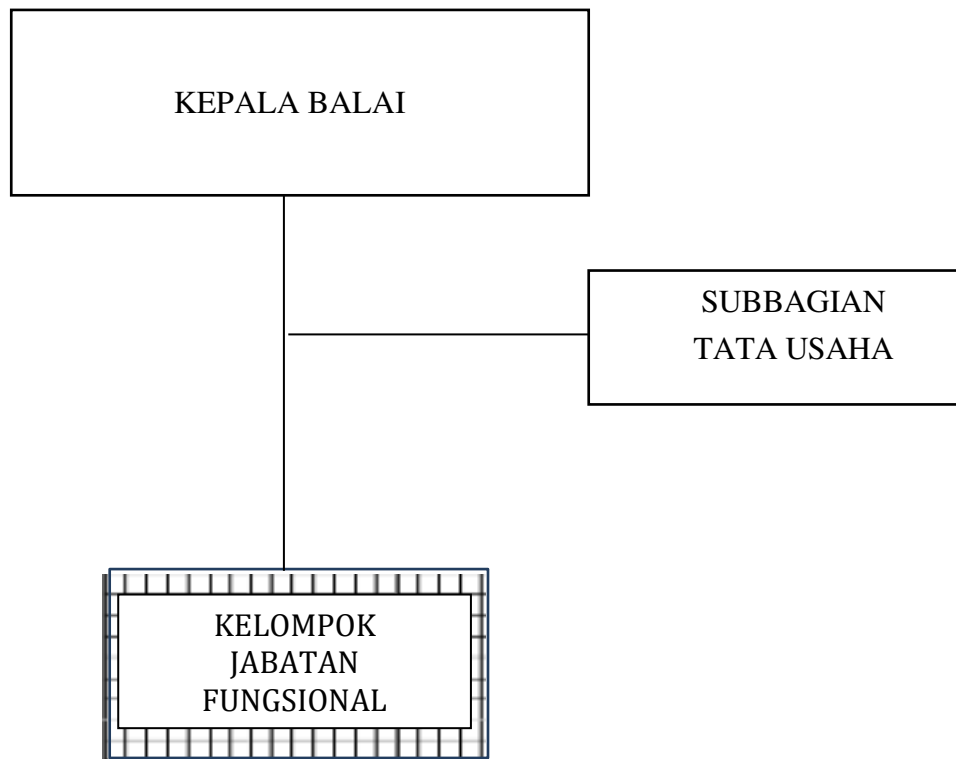 KEPALA BALAI
SUBBAGIAN
TATA USAHA
KELOMPOK
JABATAN
FUNGSIONAL